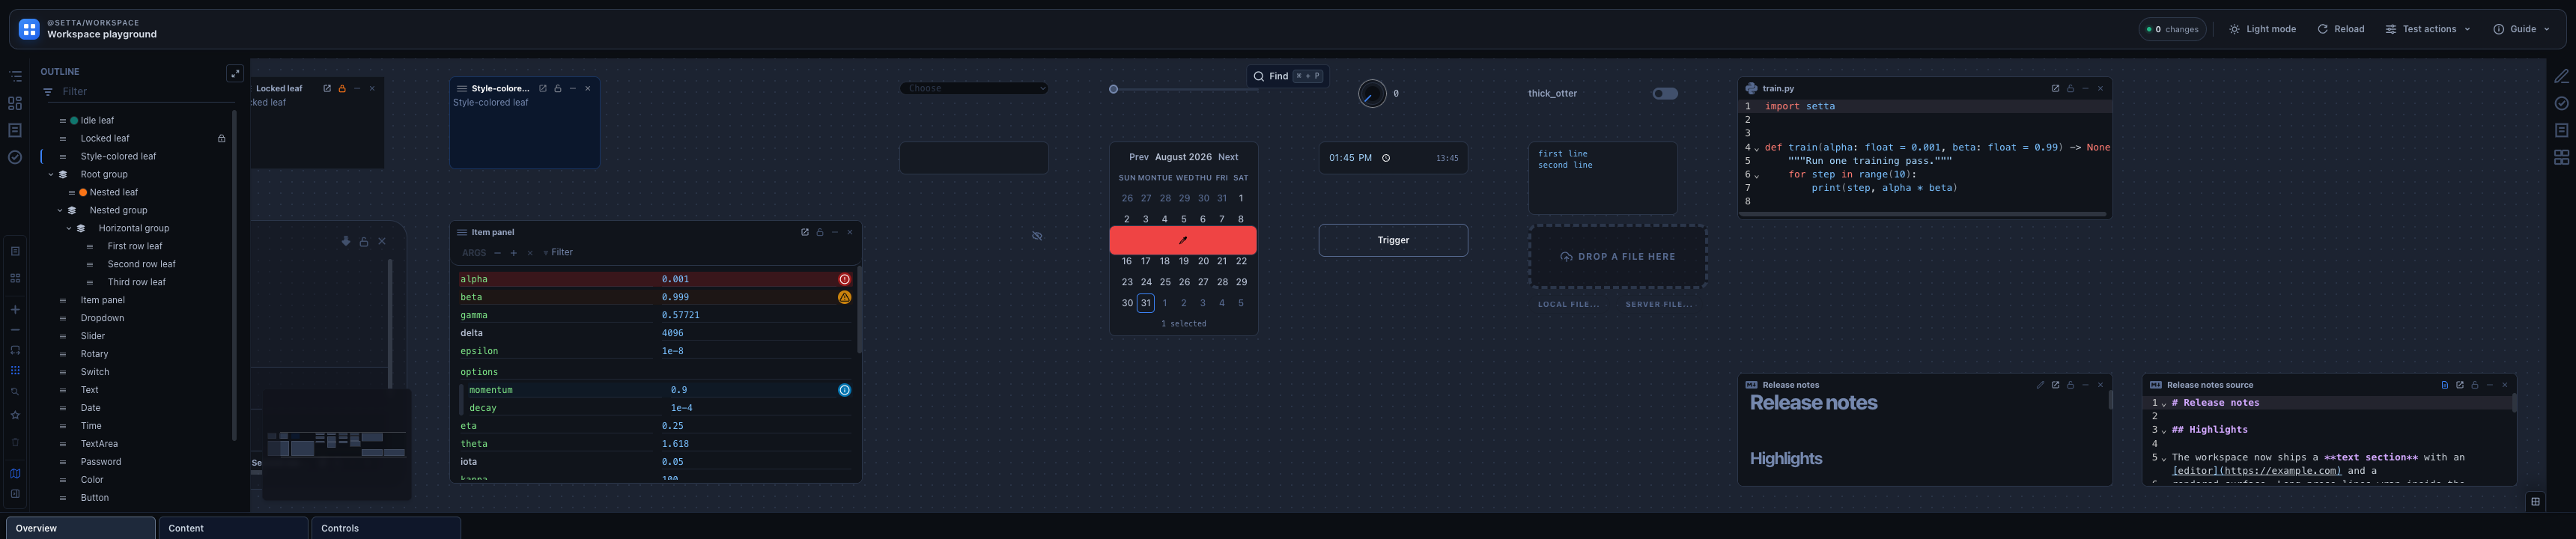 @SETTA/WORKSPACE
Workspace playground
0 changes
Light mode
Reload
Test actions
Guide
OUTLINE
Filter
Idle leaf
Locked leaf
Style-colored leaf
Root group
Nested leaf
Nested group
Horizontal group
First row leaf
Second row leaf
Third row leaf
Item panel
Dropdown
Slider
Rotary
Switch
Text
Date
Time
TextArea
Password
Color
Button
Locked leaf
cked leaf
Se
Style-colore...
Style-colored leaf
Item panel
ARGS
Filter
alpha 0.001
beta 0.999
gamma 0.57721
delta 4096
epsilon 1e-8
options
momentum 0.9
decay 1e-4
eta 0.25
theta 1.618
iota 0.05
kappa 100
Choose
Find ⌘ + P
Prev August 2026 Next
SUN MON TUE WED THU FRI SAT
26 27 28 29 30 31 1
2 3 4 5 6 7 8
16 17 18 19 20 21 22
23 24 25 26 27 28 29
30 31 1 2 3 4 5
1 selected
0
01:45 PM 13:45
Trigger
thick_otter
first line
second line
DROP A FILE HERE
LOCAL FILE... SERVER FILE...
train.py
1 import setta
2
3
4 def train(alpha: float = 0.001, beta: float = 0.99) -> None
5 """Run one training pass."""
6 for step in range(10):
7 print(step, alpha * beta)
8
Release notes
Release notes
Highlights
Release notes source
1 # Release notes
2
3 ## Highlights
4
5 The workspace now ships a **text section** with an
[editor](https://example.com) and a
Overview
Content
Controls